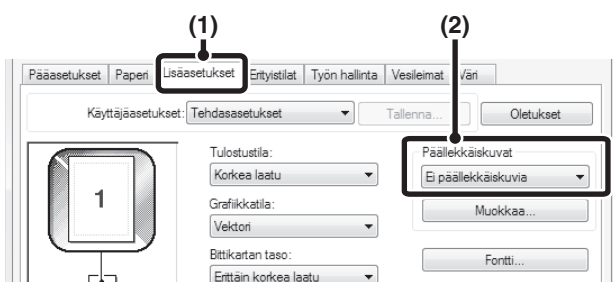 (1) (2)
Pääasetukset Paperi Lisäasetukset Erityistilat Työn hallinta Vesileimat Väri
Käyttäjäasetukset: Tehdasasetukset Tallenna... Oletukset
Tulostustila: Päällekkäiskuvat
Korkea laatu Ei päällekkäiskuvia
1 Grafiikkatila: Muokkaa...
Vektori
Bittikartan taso: Fontti...
Erittäin korkea laatu